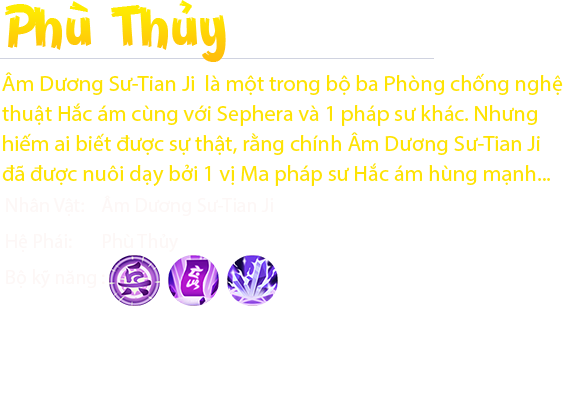 Phù Thủy
Âm Dương Sư-Tian Ji là một trong bộ ba Phòng chống nghệ
thuật Hắc ám cùng với Sephera và 1 pháp sư khác. Nhưng
hiếm ai biết được sự thật, rằng chính Âm Dương Sư-Tian Ji
đã được nuôi dạy bởi 1 vị Ma pháp sư Hắc ám hùng mạnh...
Nhân Vật: Âm Dương Sư-Tian Ji
Hệ Phái: Phù Thủy
Bộ kỹ năng :
兵